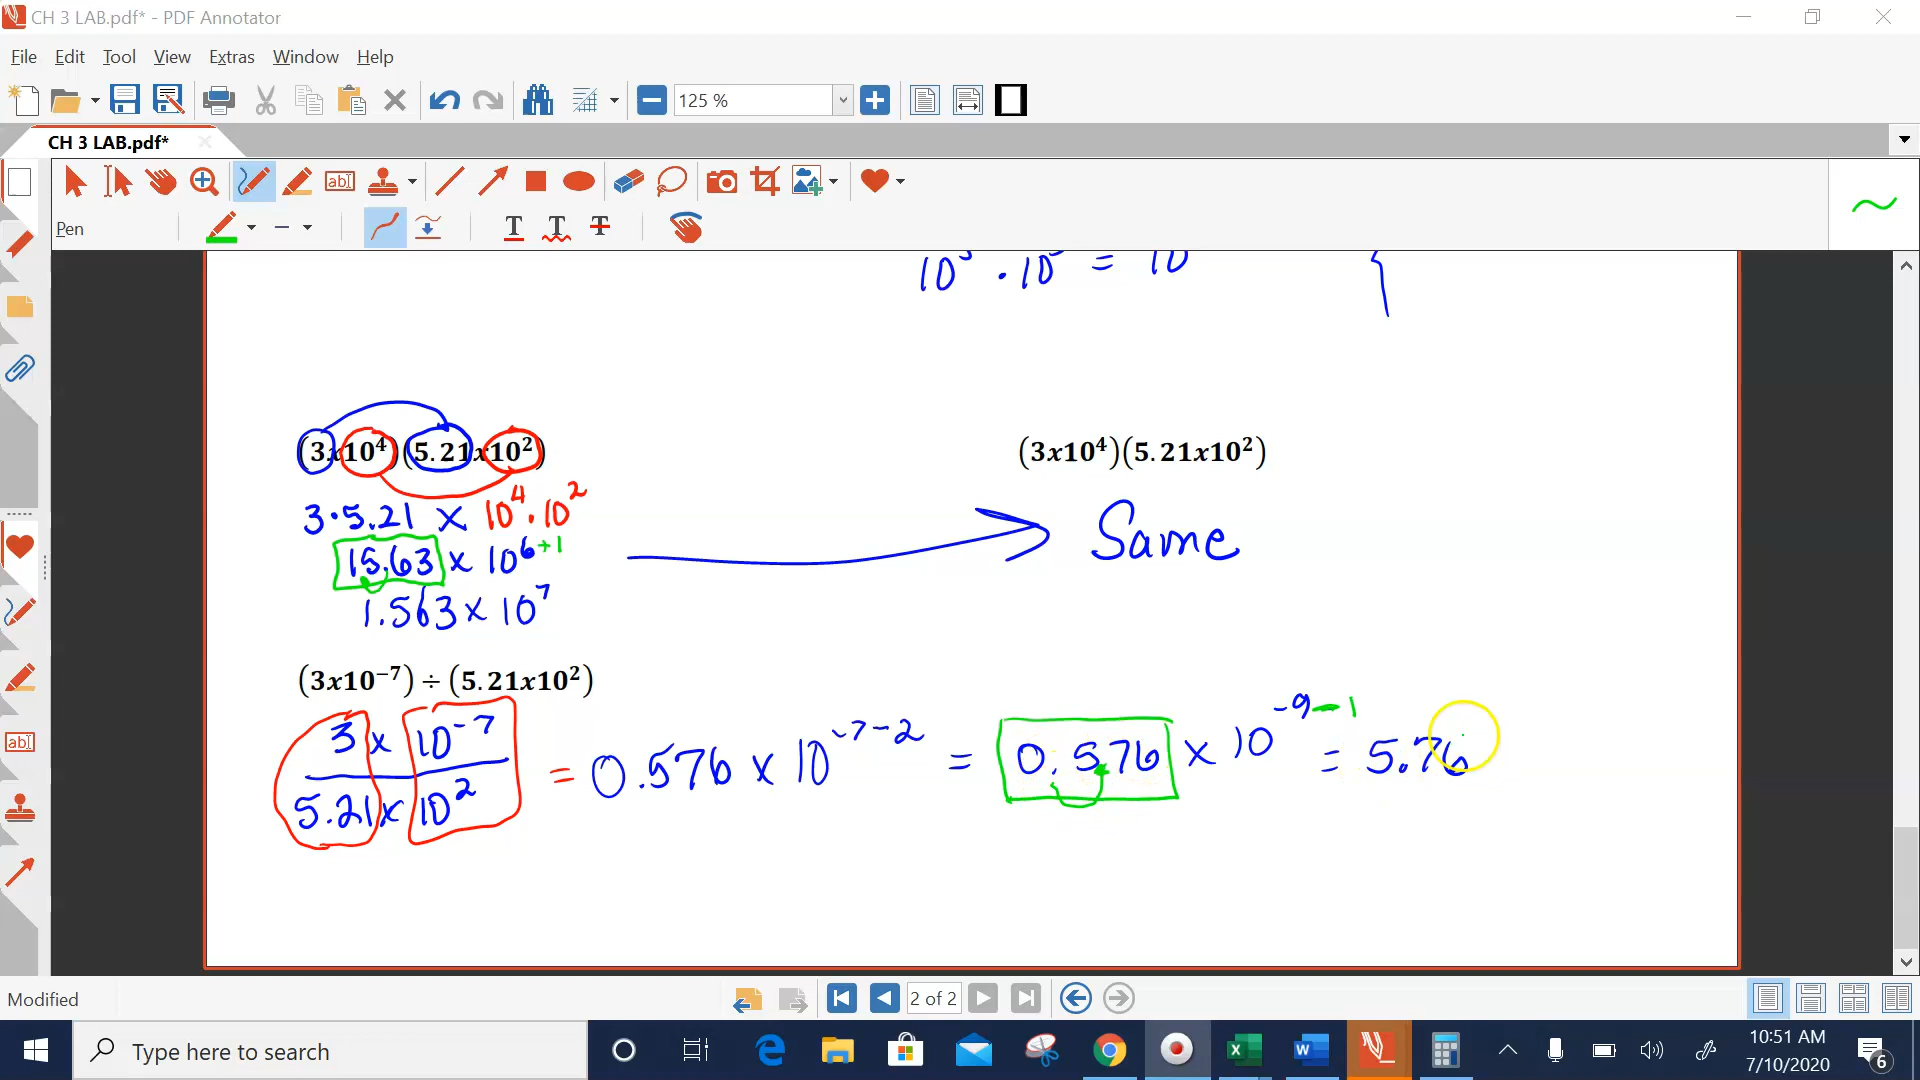 CH 3 LAB.pdf* - PDF Annotator
File Edit Tool View Extras Window Help
125 %
CH 3 LAB.pdf*
Pen
(3x10⁴)(5.21x10²)
3·5.21 x 10⁴·10²
15.63 x 10⁶⁺¹
1.563 x 10⁷
(3x10⁴)(5.21x10²)
Same
(3x10⁻⁷) ÷ (5.21x10²)
3 x 10⁻⁷
5.21 x 10²
= 0.576 x 10⁻⁷⁻² = 0.576 x 10⁻⁹⁻¹ = 5.76
Modified
2 of 2
Type here to search
10:51 AM
7/10/2020
6